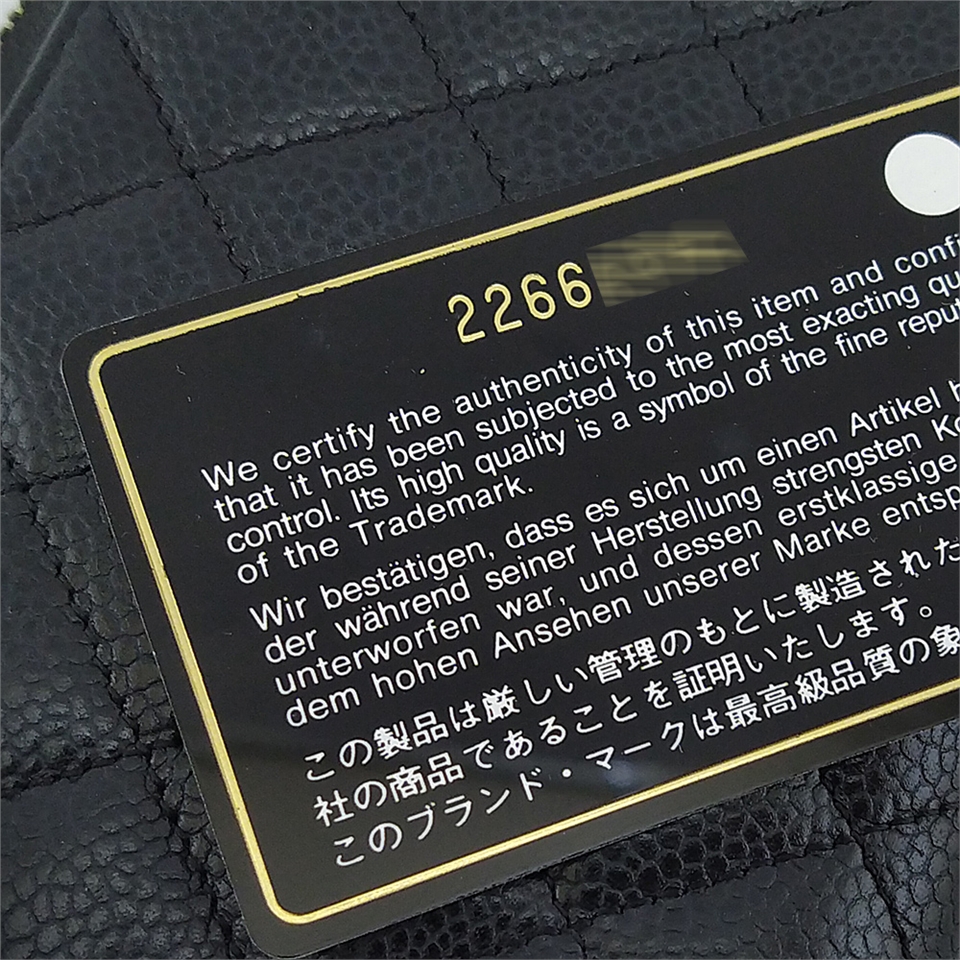 2266
We certify the authenticity of this item and confi
that it has been subjected to the most exacting qu
control. Its high quality is a symbol of the fine reput
of the Trademark.
Wir bestätigen, dass es sich um einen Artikel h
der während seiner Herstellung strengsten Ko
unterworfen war, und dessen erstklassige
dem hohen Ansehen unserer Marke entsp
この製品は厳しい管理のもとに製造された
社の商品であることを証明いたします。
このブランド・マークは最高級品質の象